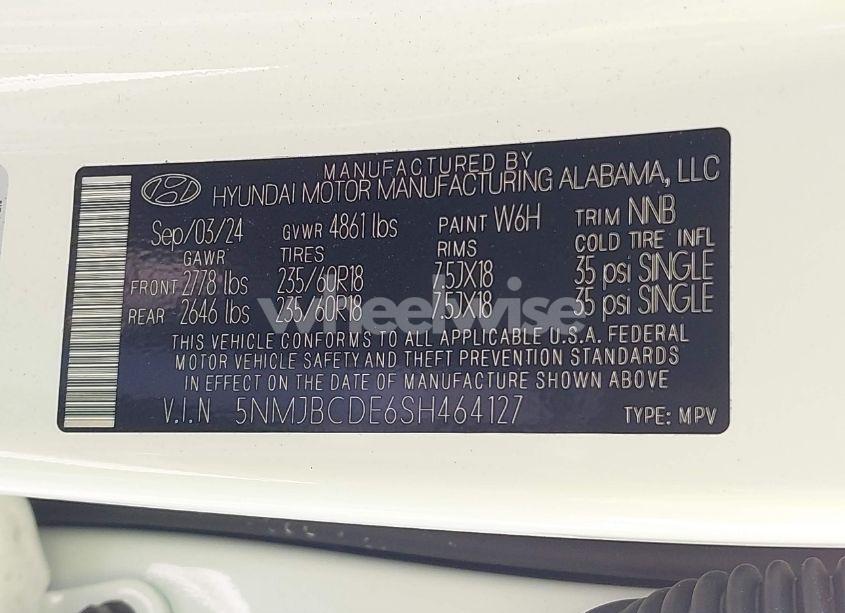 MANUFACTURED BY
HYUNDAI MOTOR MANUFACTURING ALABAMA, LLC
Sep/03/24 GVWR 4861 lbs PAINT W6H TRIM NNB
GAWR TIRES RIMS COLD TIRE INFL
FRONT 2778 lbs 235/60R18 7.5JX18 35 psi SINGLE
REAR 2646 lbs 235/60R18 7.5JX18 35 psi SINGLE
wheelwise
THIS VEHICLE CONFORMS TO ALL APPLICABLE U.S.A. FEDERAL
MOTOR VEHICLE SAFETY AND THEFT PREVENTION STANDARDS
IN EFFECT ON THE DATE OF MANUFACTURE SHOWN ABOVE
V.I.N 5NMJBCDE6SH464127 TYPE: MPV